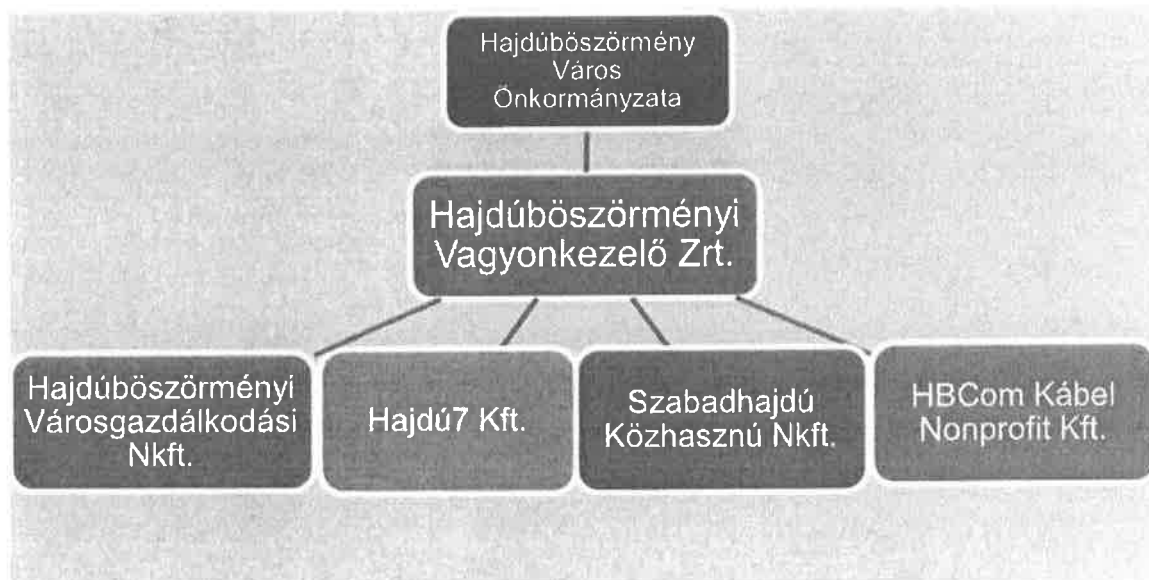 Hajdúböszörmény
Város
Önkormányzata
Hajdúböszörményi
Vagyonkezelő Zrt.
Hajdúböszörményi
Városgazdálkodási
Nkft.
Hajdú7 Kft.
Szabadhajdú
Közhasznú Nkft.
HBCom Kábel
Nonprofit Kft.